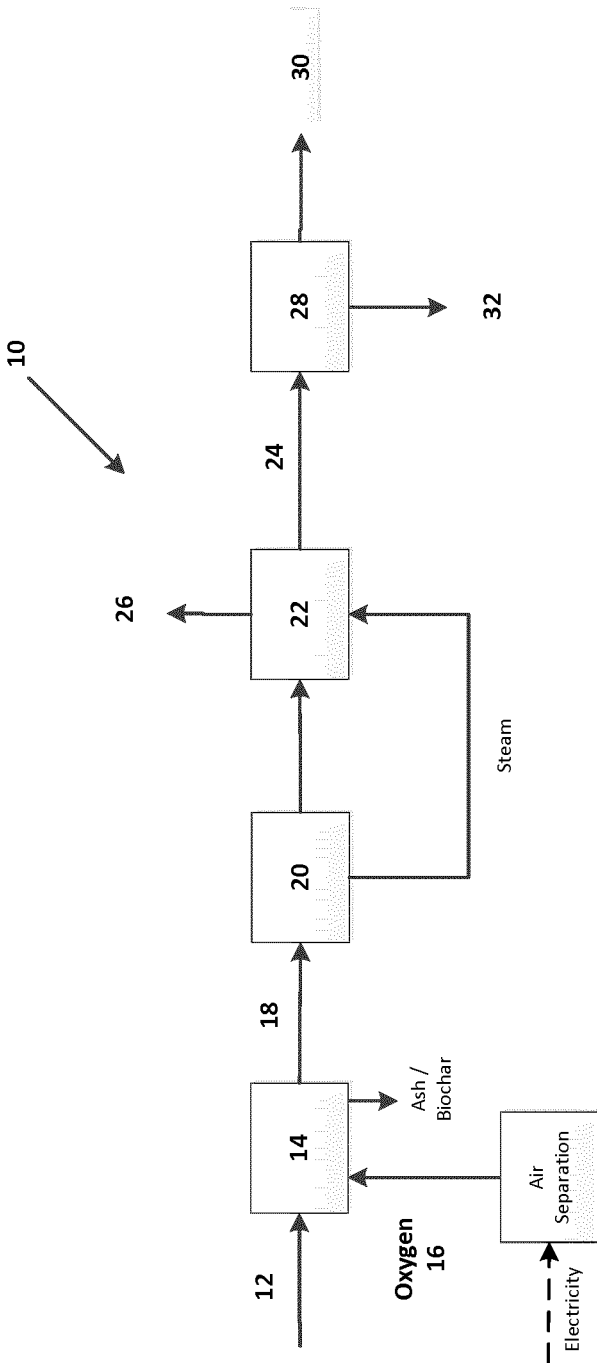 10
12
14
Oxygen
16
Air
Separation
Electricity
Ash /
Biochar
18
20
Steam
22
26
24
28
32
30